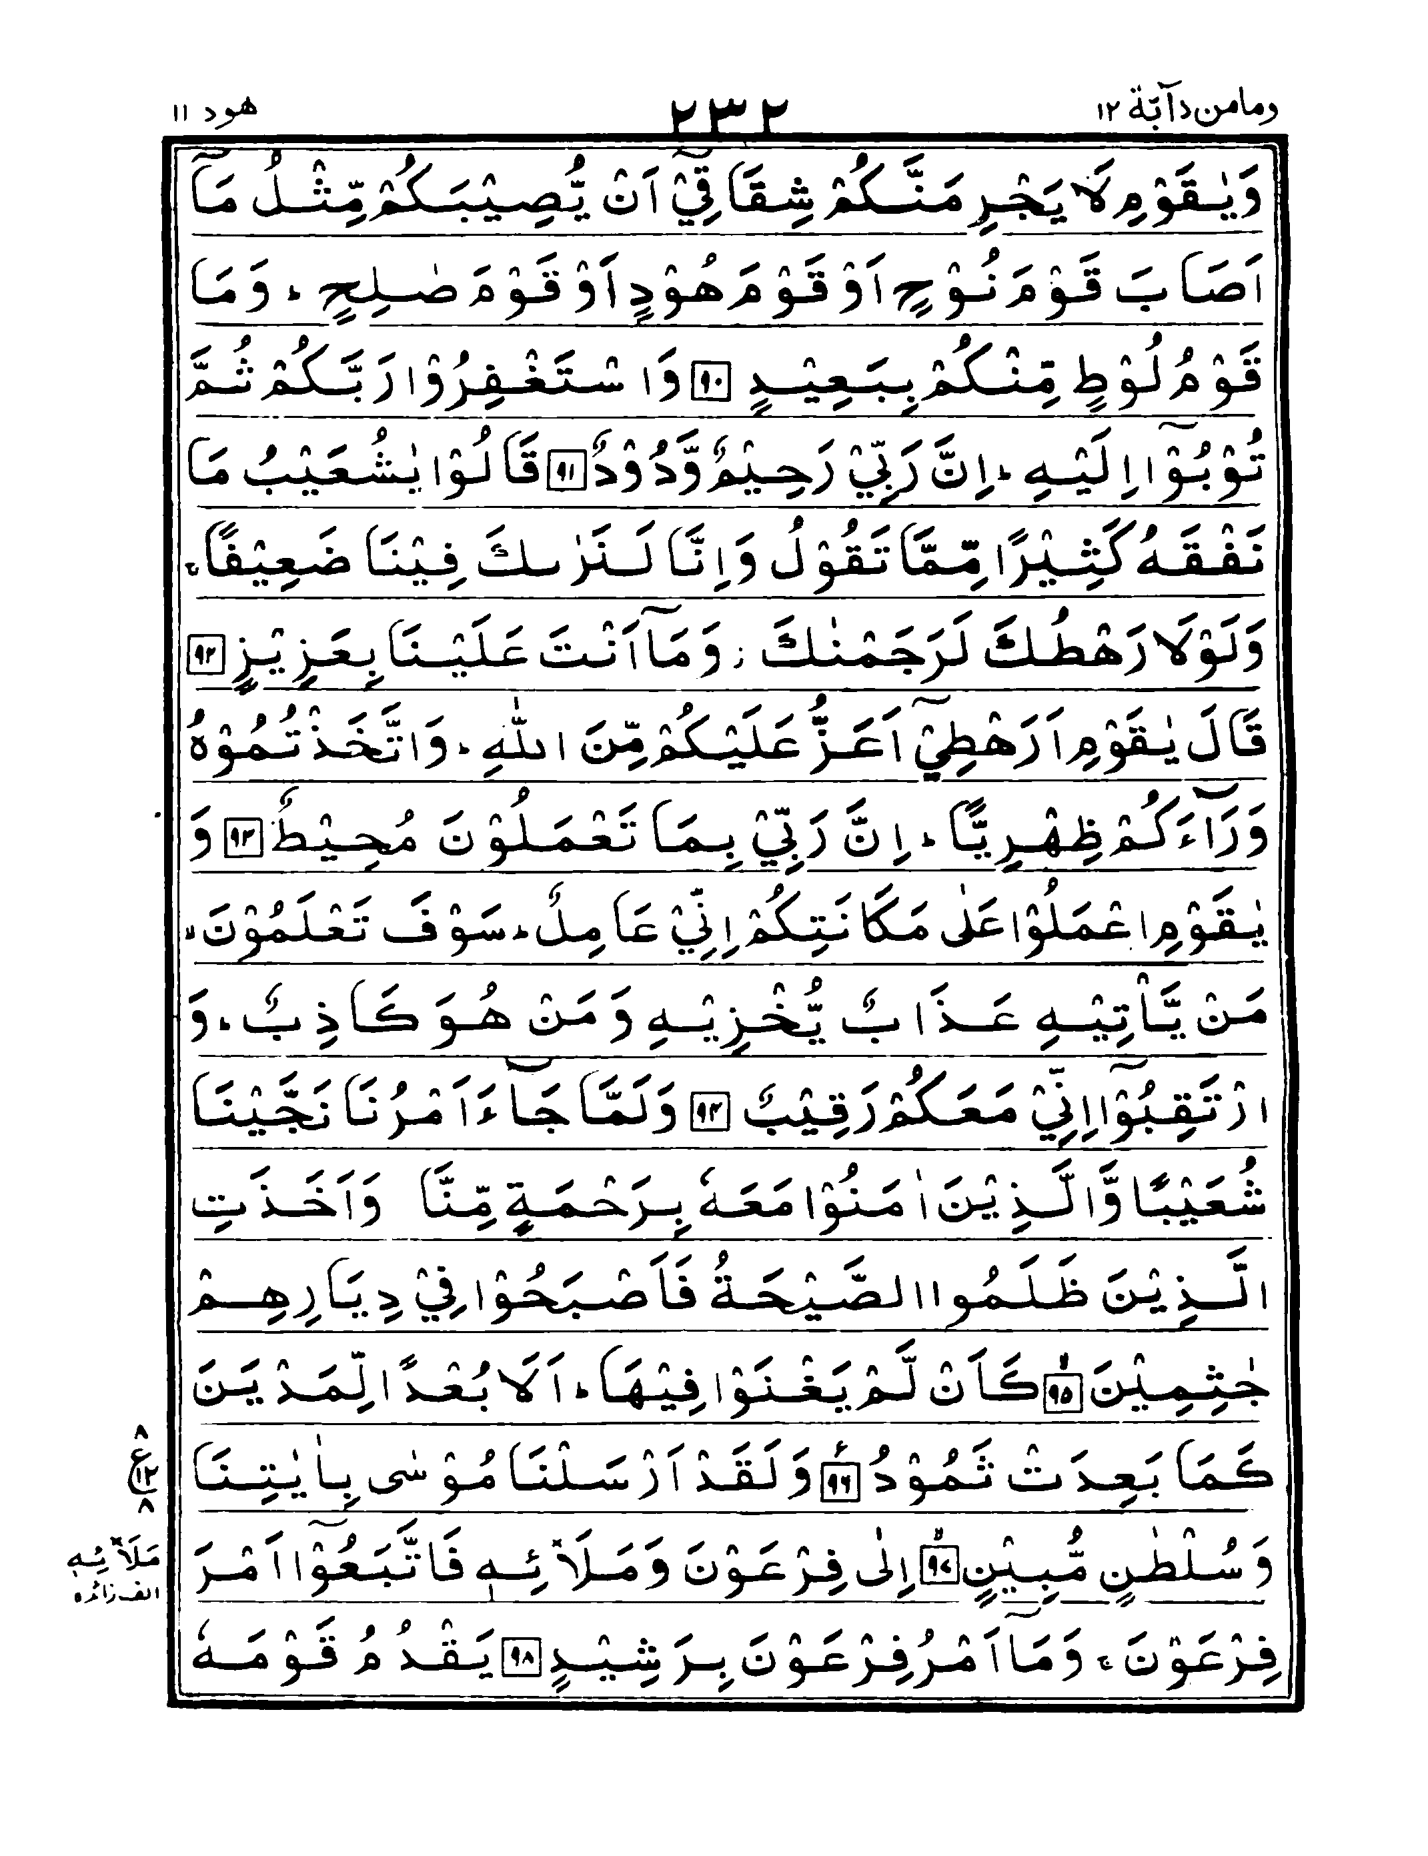 ومامن دآبّة ١٢
٢٣٢
هود ١١
وَيٰقَوْمِ لَا يَجْرِمَنَّكُمْ شِقَاقِيْٓ اَنْ يُّصِيْبَكُمْ مِّثْلُ مَآ
اَصَابَ قَوْمَ نُوْحٍ اَوْ قَوْمَ هُوْدٍ اَوْ قَوْمَ صٰلِحٍ ؕ وَمَا
قَوْمُ لُوْطٍ مِّنْكُمْ بِبَعِيْدٍ ٩٠ وَاسْتَغْفِرُوْا رَبَّكُمْ ثُمَّ
تُوْبُوْٓا اِلَيْهِ ؕ اِنَّ رَبِّيْ رَحِيْمٌ وَّدُوْدٌ ٩١ قَالُوْا يٰشُعَيْبُ مَا
نَفْقَهُ كَثِيْرًا مِّمَّا تَقُوْلُ وَاِنَّا لَنَرٰىكَ فِيْنَا ضَعِيْفًا ۚ
وَلَوْلَا رَهْطُكَ لَرَجَمْنٰكَ ؗ وَمَآ اَنْتَ عَلَيْنَا بِعَزِيْزٍ ٩٢
قَالَ يٰقَوْمِ اَرَهْطِيْٓ اَعَزُّ عَلَيْكُمْ مِّنَ اللّٰهِ ؕ وَاتَّخَذْتُمُوْهُ
وَرَآءَكُمْ ظِهْرِيًّا ؕ اِنَّ رَبِّيْ بِمَا تَعْمَلُوْنَ مُحِيْطٌ ٩٣ وَ
يٰقَوْمِ اعْمَلُوْا عَلٰى مَكَانَتِكُمْ اِنِّيْ عَامِلٌ ؕ سَوْفَ تَعْلَمُوْنَ ۙ
مَنْ يَّاْتِيْهِ عَذَابٌ يُّخْزِيْهِ وَمَنْ هُوَ كَاذِبٌ ؕ وَ
ارْتَقِبُوْٓا اِنِّيْ مَعَكُمْ رَقِيْبٌ ٩٤ وَلَمَّا جَآءَ اَمْرُنَا نَجَّيْنَا
شُعَيْبًا وَّالَّذِيْنَ اٰمَنُوْا مَعَهٗ بِرَحْمَةٍ مِّنَّا وَاَخَذَتِ
الَّذِيْنَ ظَلَمُوا الصَّيْحَةُ فَاَصْبَحُوْا فِيْ دِيَارِهِمْ
جٰثِمِيْنَ ۙ ٩٥ كَاَنْ لَّمْ يَغْنَوْا فِيْهَا ؕ اَلَا بُعْدًا لِّمَدْيَنَ
كَمَا بَعِدَتْ ثَمُوْدُ ٩٦ وَلَقَدْ اَرْسَلْنَا مُوْسٰى بِاٰيٰتِنَا
٨
ع
١٢
٨
وَسُلْطٰنٍ مُّبِيْنٍ ۙ ٩٧ اِلٰى فِرْعَوْنَ وَمَلَا۟ئِهٖ فَاتَّبَعُوْٓا اَمْرَ
مَلَا۟ئِهٖ
الف زائدہ
فِرْعَوْنَ ۚ وَمَآ اَمْرُ فِرْعَوْنَ بِرَشِيْدٍ ٩٨ يَقْدُمُ قَوْمَهٗ